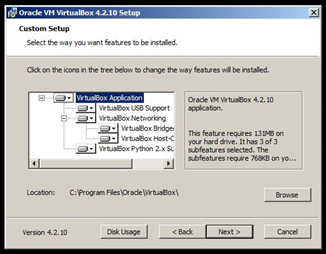 Oracle VM VirtualBox 4.2.10 Setup
Custom Setup
Select the way you want features to be installed.
Click on the icons in the tree below to change the way features will be installed.
VirtualBox Application
VirtualBox USB Support
VirtualBox Networking
VirtualBox Bridge
VirtualBox Host-C
VirtualBox Python 2.x Su
Oracle VM VirtualBox 4.2.10
application.
This feature requires 131MB on
your hard drive. It has 3 of 3
subfeatures selected. The
subfeatures require 768KB on yo...
Location: C:\Program Files\Oracle\VirtualBox\
Browse
Version 4.2.10
Disk Usage
< Back
Next >
Cancel